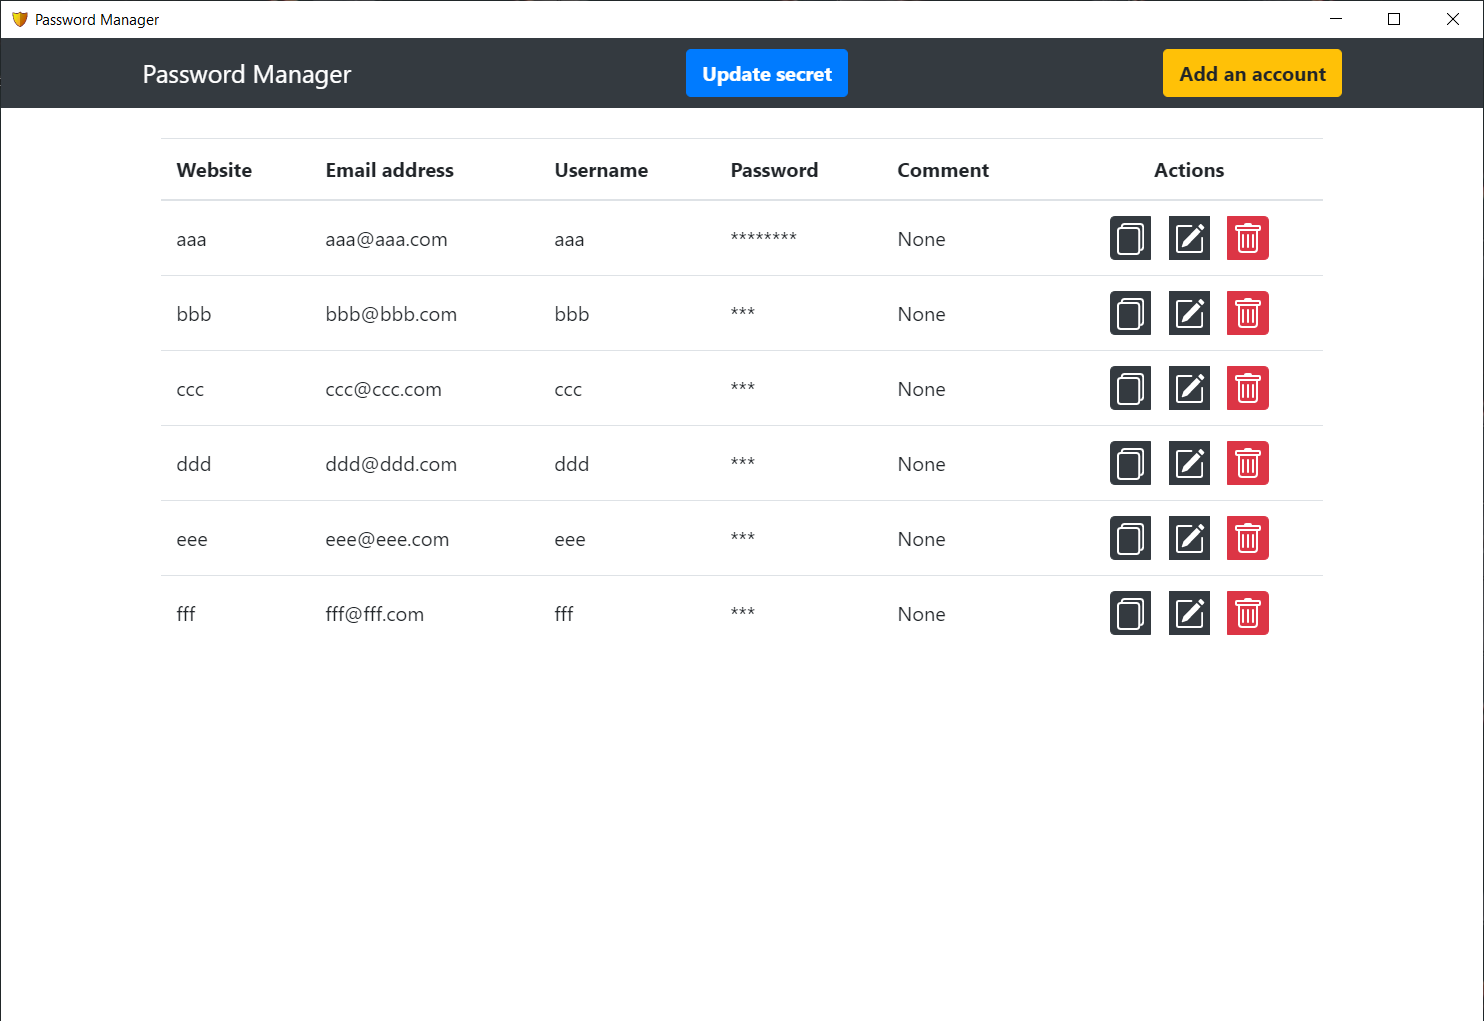 Password Manager
Password Manager Update secret Add an account
Website Email address Username Password Comment Actions
aaa aaa@aaa.com aaa ******** None
bbb bbb@bbb.com bbb *** None
ccc ccc@ccc.com ccc *** None
ddd ddd@ddd.com ddd *** None
eee eee@eee.com eee *** None
fff fff@fff.com fff *** None